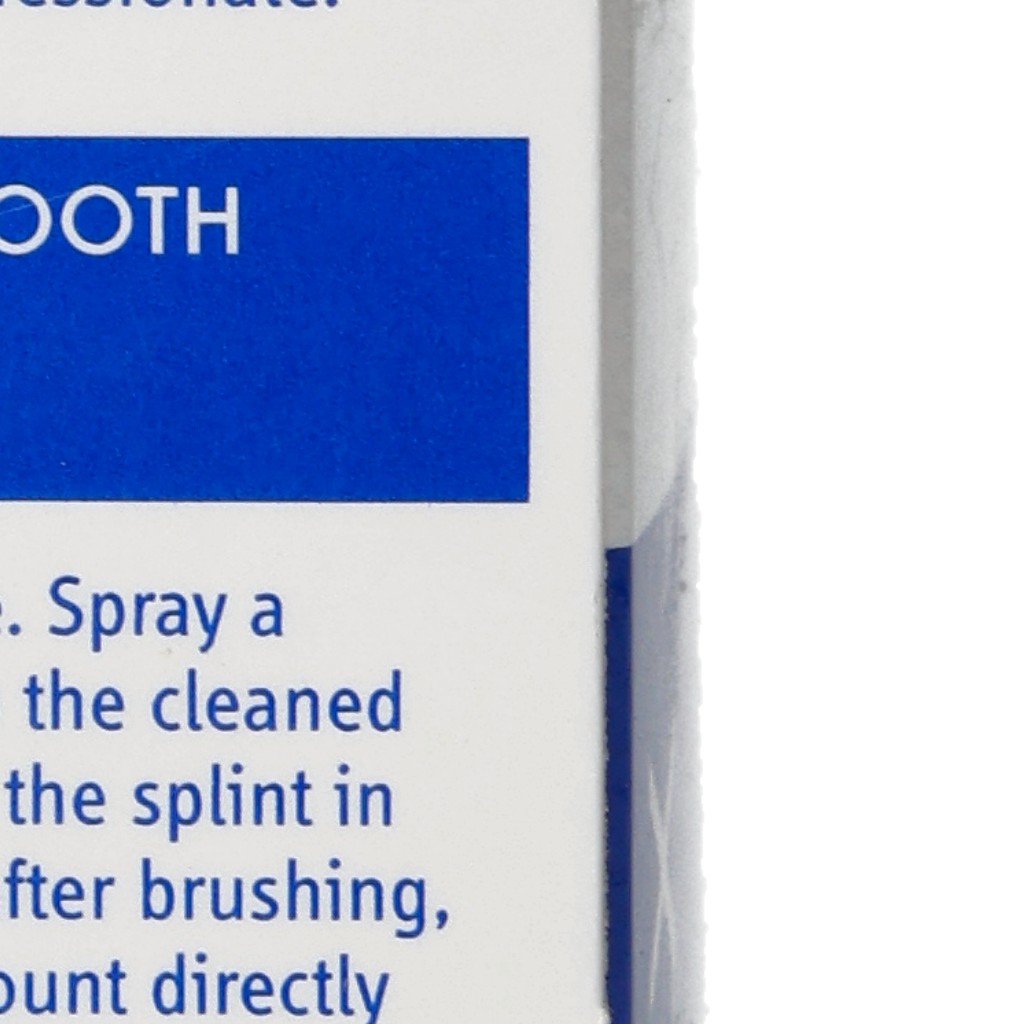 OOTH
. Spray a
the cleaned
the splint in
fter brushing,
ount directly